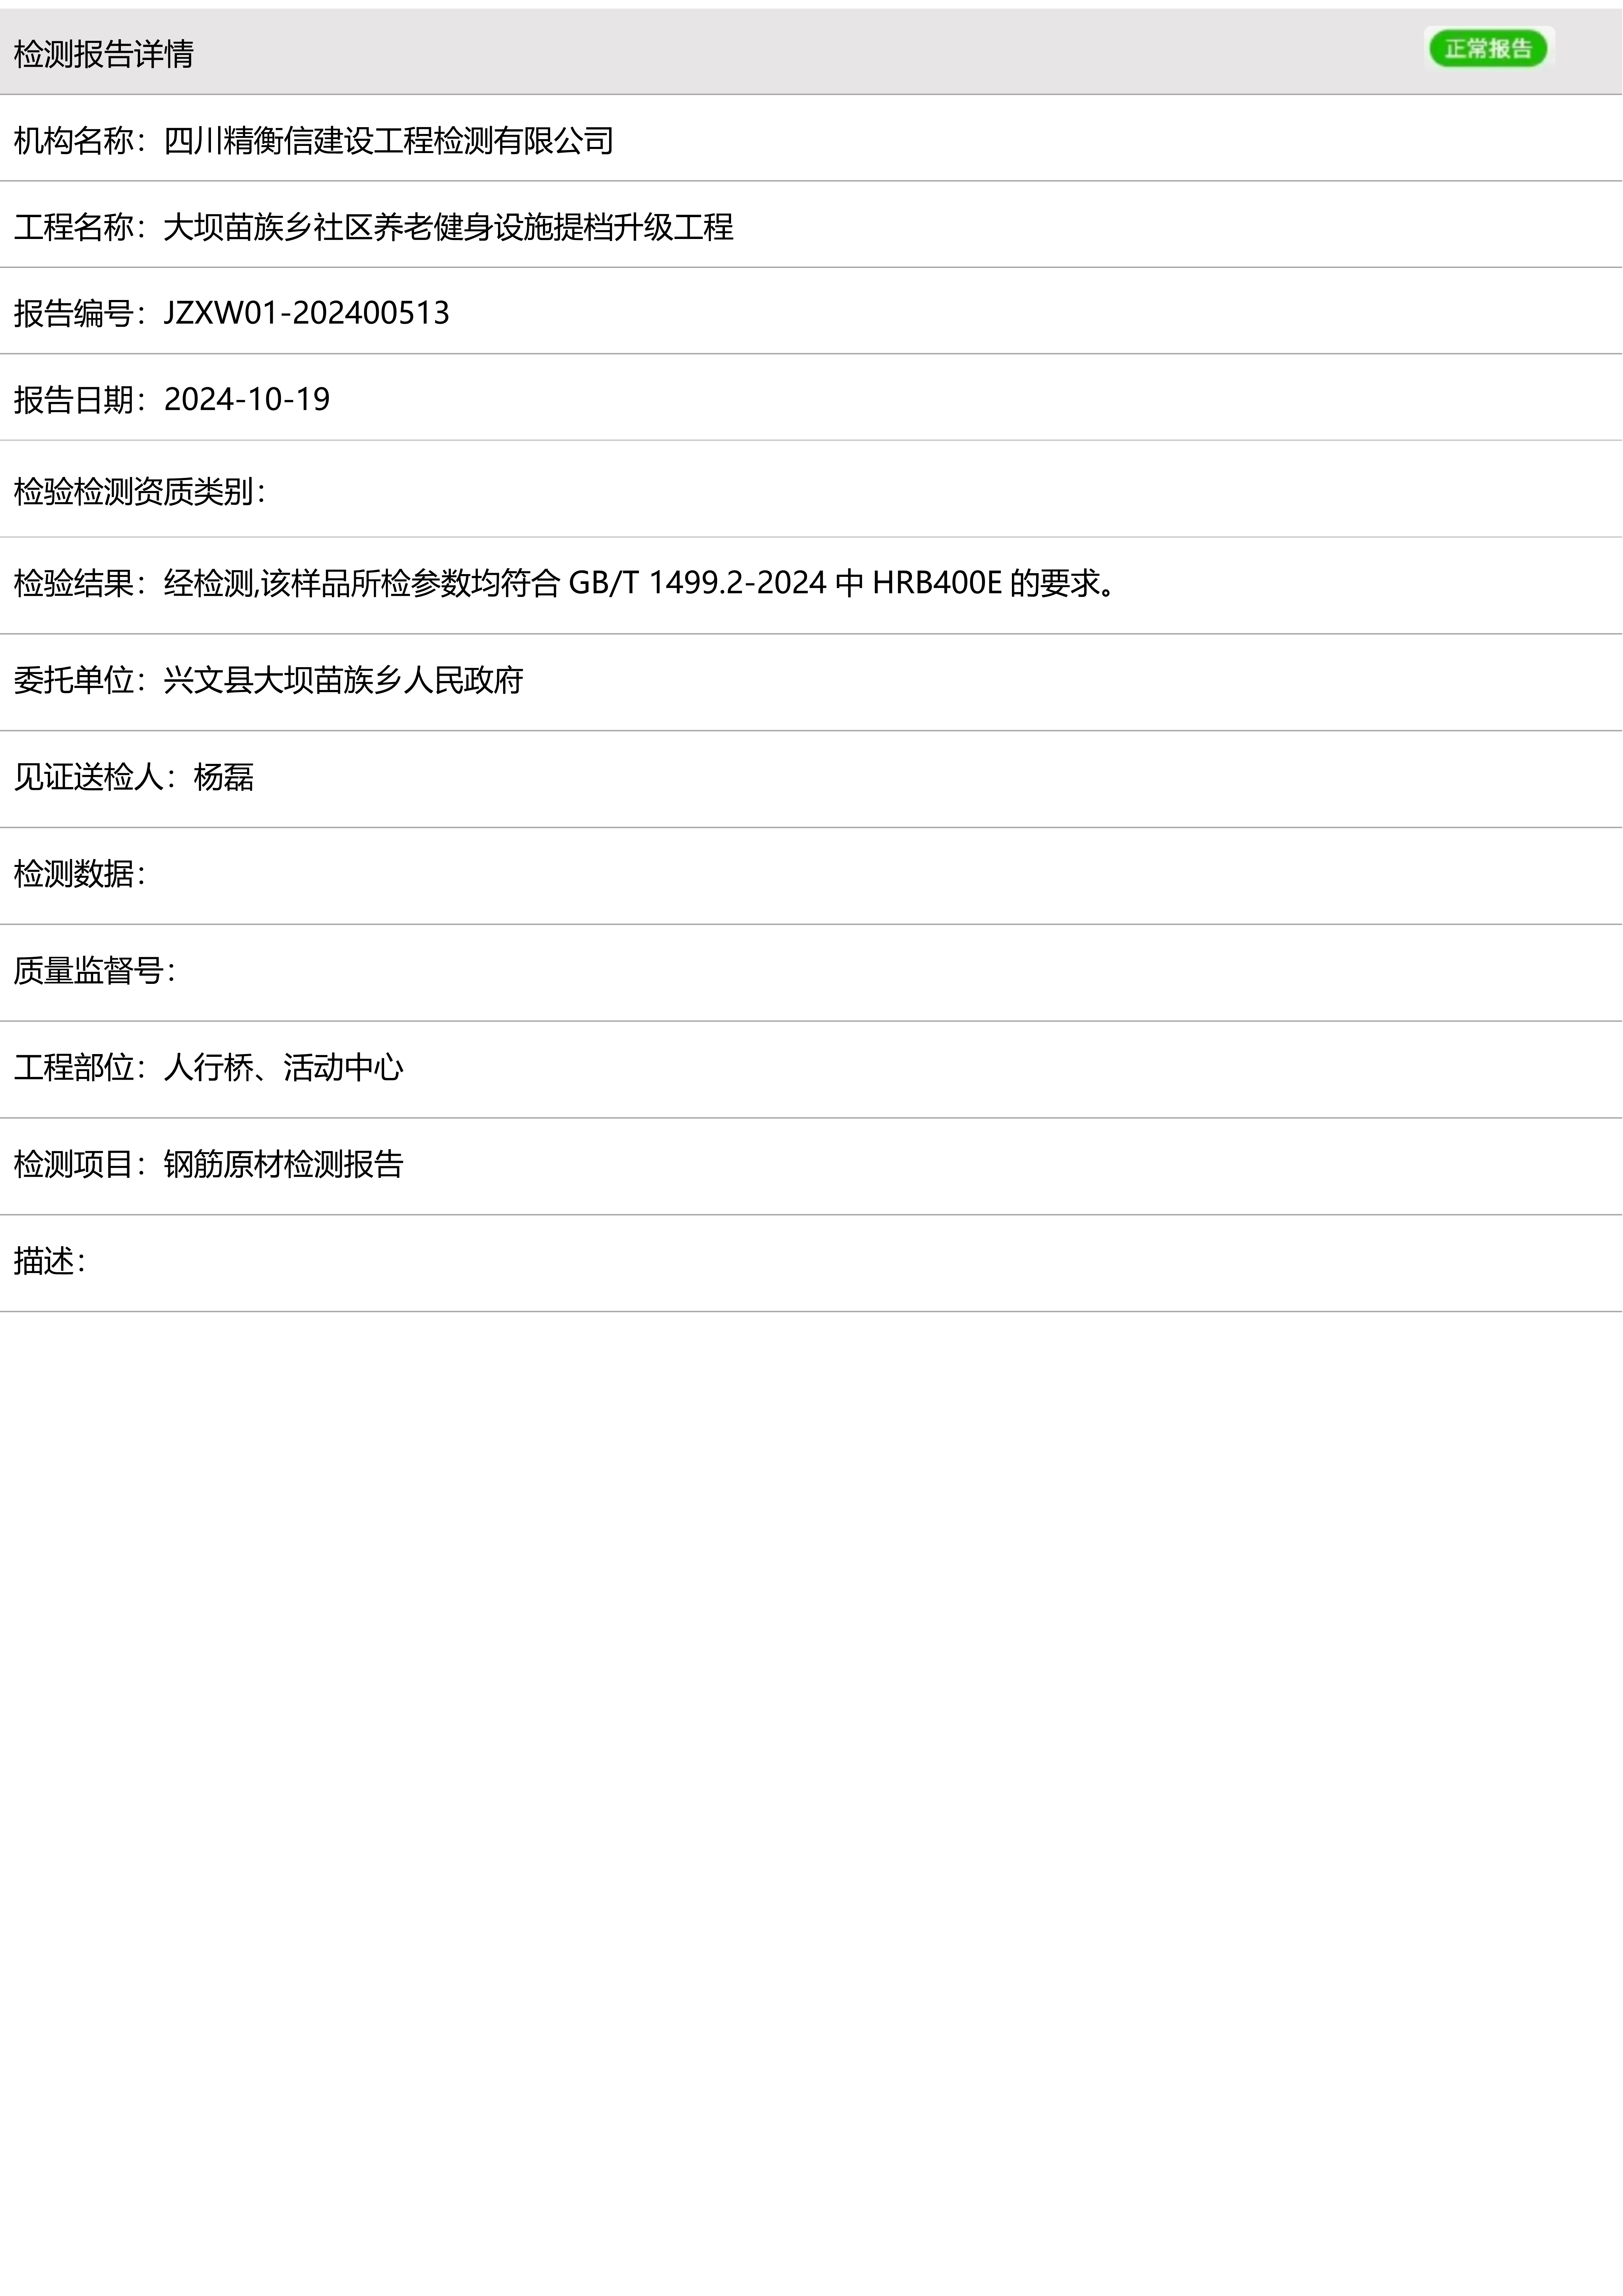 检测报告详情 正常报告
机构名称：四川精衡信建设工程检测有限公司
工程名称：大坝苗族乡社区养老健身设施提档升级工程
报告编号：JZXW01-202400513
报告日期：2024-10-19
检验检测资质类别：
检验结果：经检测,该样品所检参数均符合 GB/T 1499.2-2024 中 HRB400E 的要求。
委托单位：兴文县大坝苗族乡人民政府
见证送检人：杨磊
检测数据：
质量监督号：
工程部位：人行桥、活动中心
检测项目：钢筋原材检测报告
描述：